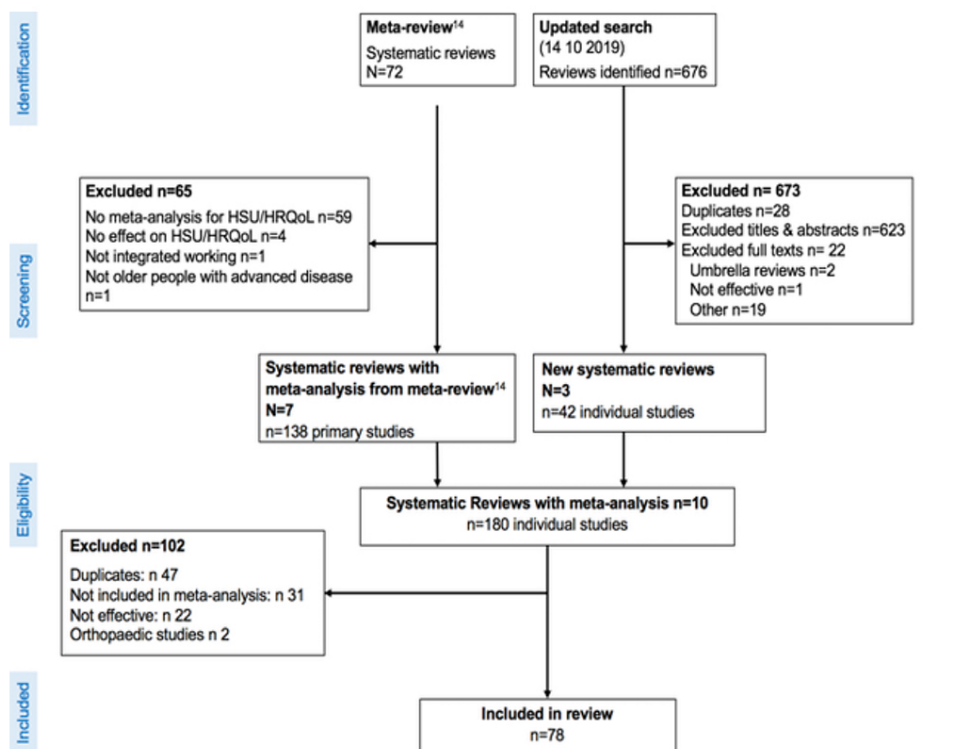 Identification
Meta-review14
Systematic reviews
N=72
Updated search
(14 10 2019)
Reviews identified n=676
Screening
Excluded n=65
No meta-analysis for HSU/HRQoL n=59
No effect on HSU/HRQoL n=4
Not integrated working n=1
Not older people with advanced disease
n=1
Excluded n= 673
Duplicates n=28
Excluded titles & abstracts n=623
Excluded full texts n= 22
Umbrella reviews n=2
Not effective n=1
Other n=19
Systematic reviews with
meta-analysis from meta-review14
N=7
n=138 primary studies
New systematic reviews
N=3
n=42 individual studies
Eligibility
Systematic Reviews with meta-analysis n=10
n=180 individual studies
Excluded n=102
Duplicates: n 47
Not included in meta-analysis: n 31
Not effective: n 22
Orthopaedic studies n 2
Included
Included in review
n=78